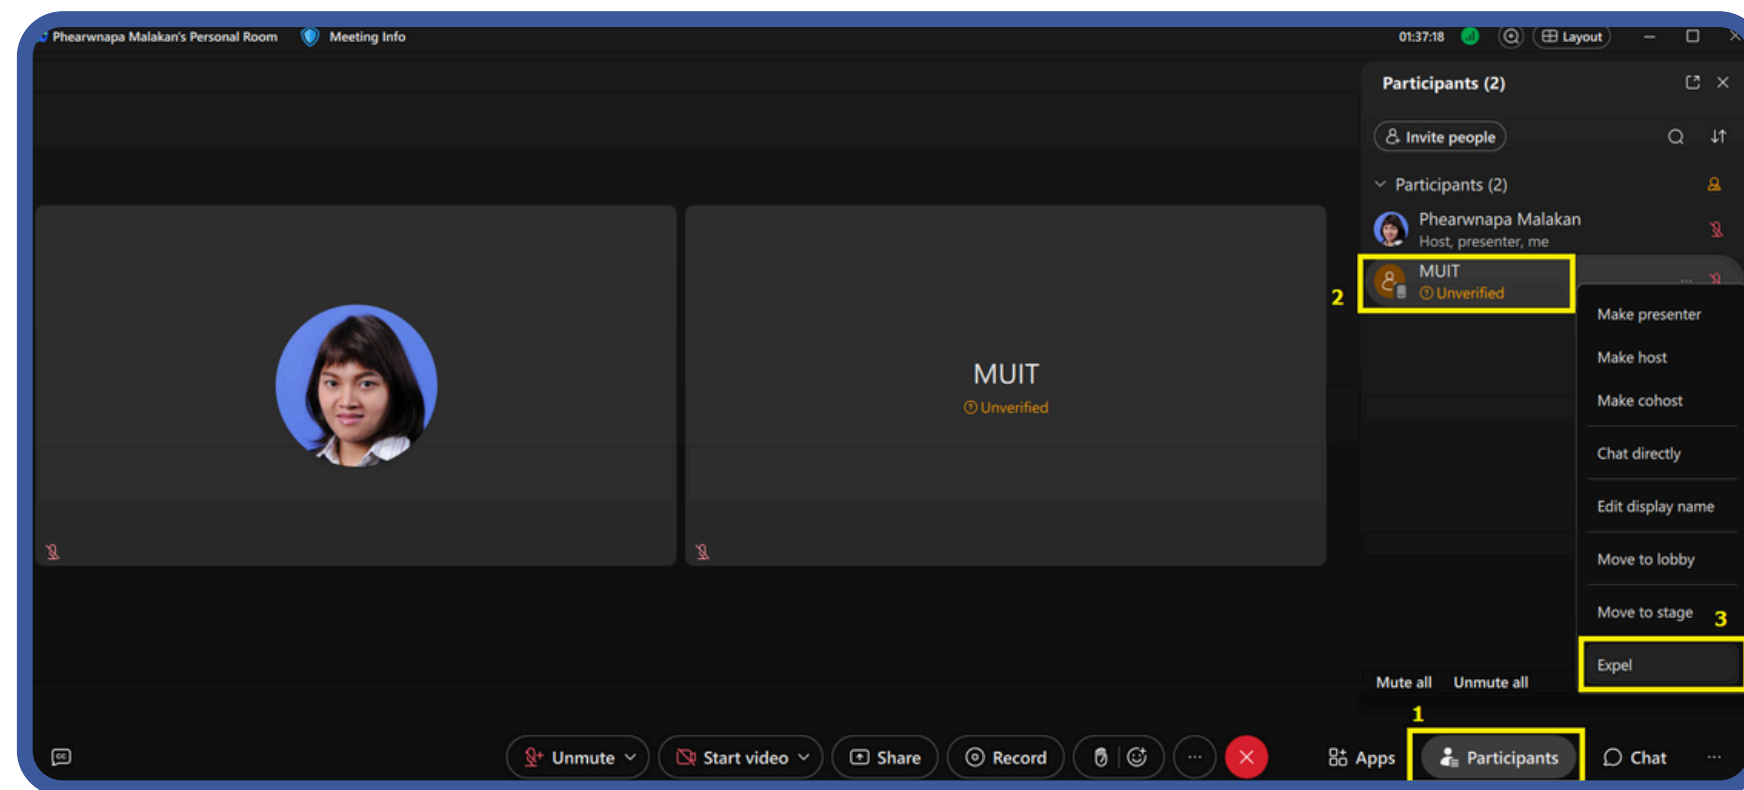 Phearwnapa Malakan's Personal Room
Meeting Info
01:37:18
Layout
Participants (2)
Invite people
Participants (2)
Phearwnapa Malakan
Host, presenter, me
MUIT
Unverified
2
Make presenter
Make host
Make cohost
Chat directly
Edit display name
Move to lobby
Move to stage
3
Expel
MUIT
Unverified
Mute all
Unmute all
1
CC
Unmute
Start video
Share
Record
Apps
Participants
Chat